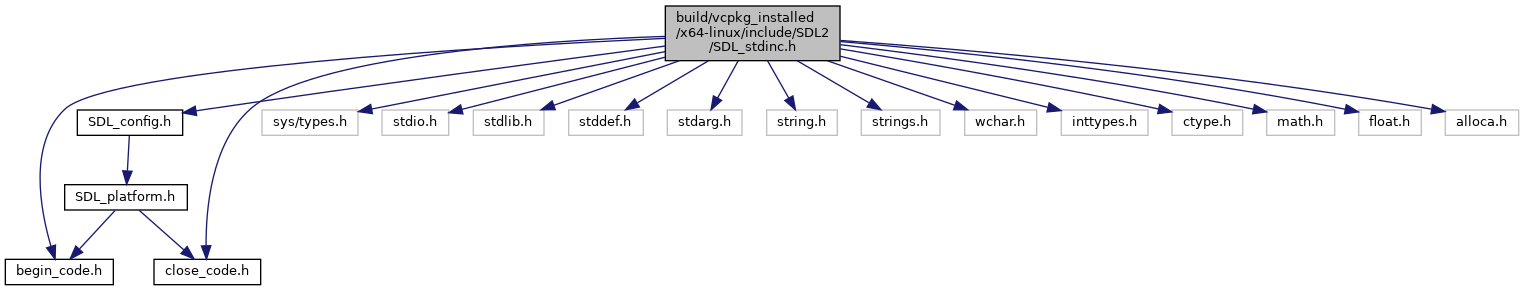 build/vcpkg_installed
/x64-linux/include/SDL2
/SDL_stdinc.h
SDL_config.h
sys/types.h
stdio.h
stdlib.h
stddef.h
stdarg.h
string.h
strings.h
wchar.h
inttypes.h
ctype.h
math.h
float.h
alloca.h
SDL_platform.h
begin_code.h
close_code.h